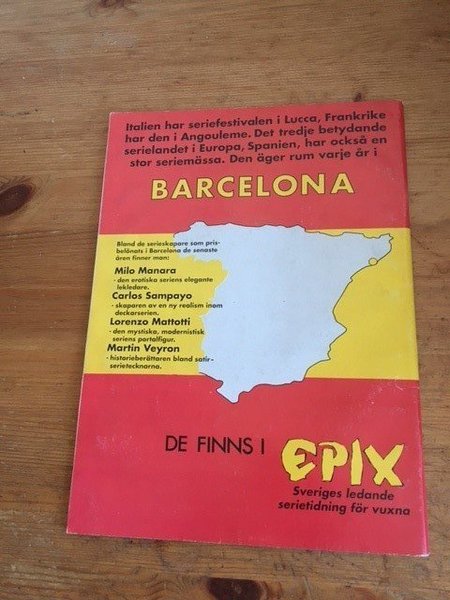 Italien har seriefestivalen i Lucca, Frankrike
har den i Angouleme. Det tredje betydande
serielandet i Europa, Spanien, har också en
stor seriemässa. Den äger rum varje år i
BARCELONA
Bland de serieskapare som pris-
belönats i Barcelona de senaste
åren finner man:
Milo Manara
- den erotiska seriens elegante
lekledare.
Carlos Sampayo
- skaparen av en ny realism inom
deckarserien.
Lorenzo Mattotti
- den mystiska, modernistisk
seriens portalfigur.
Martin Veyron
- historieberättaren bland satir-
serietecknarna.
DE FINNS I EPIX
Sveriges ledande
serietidning för vuxna